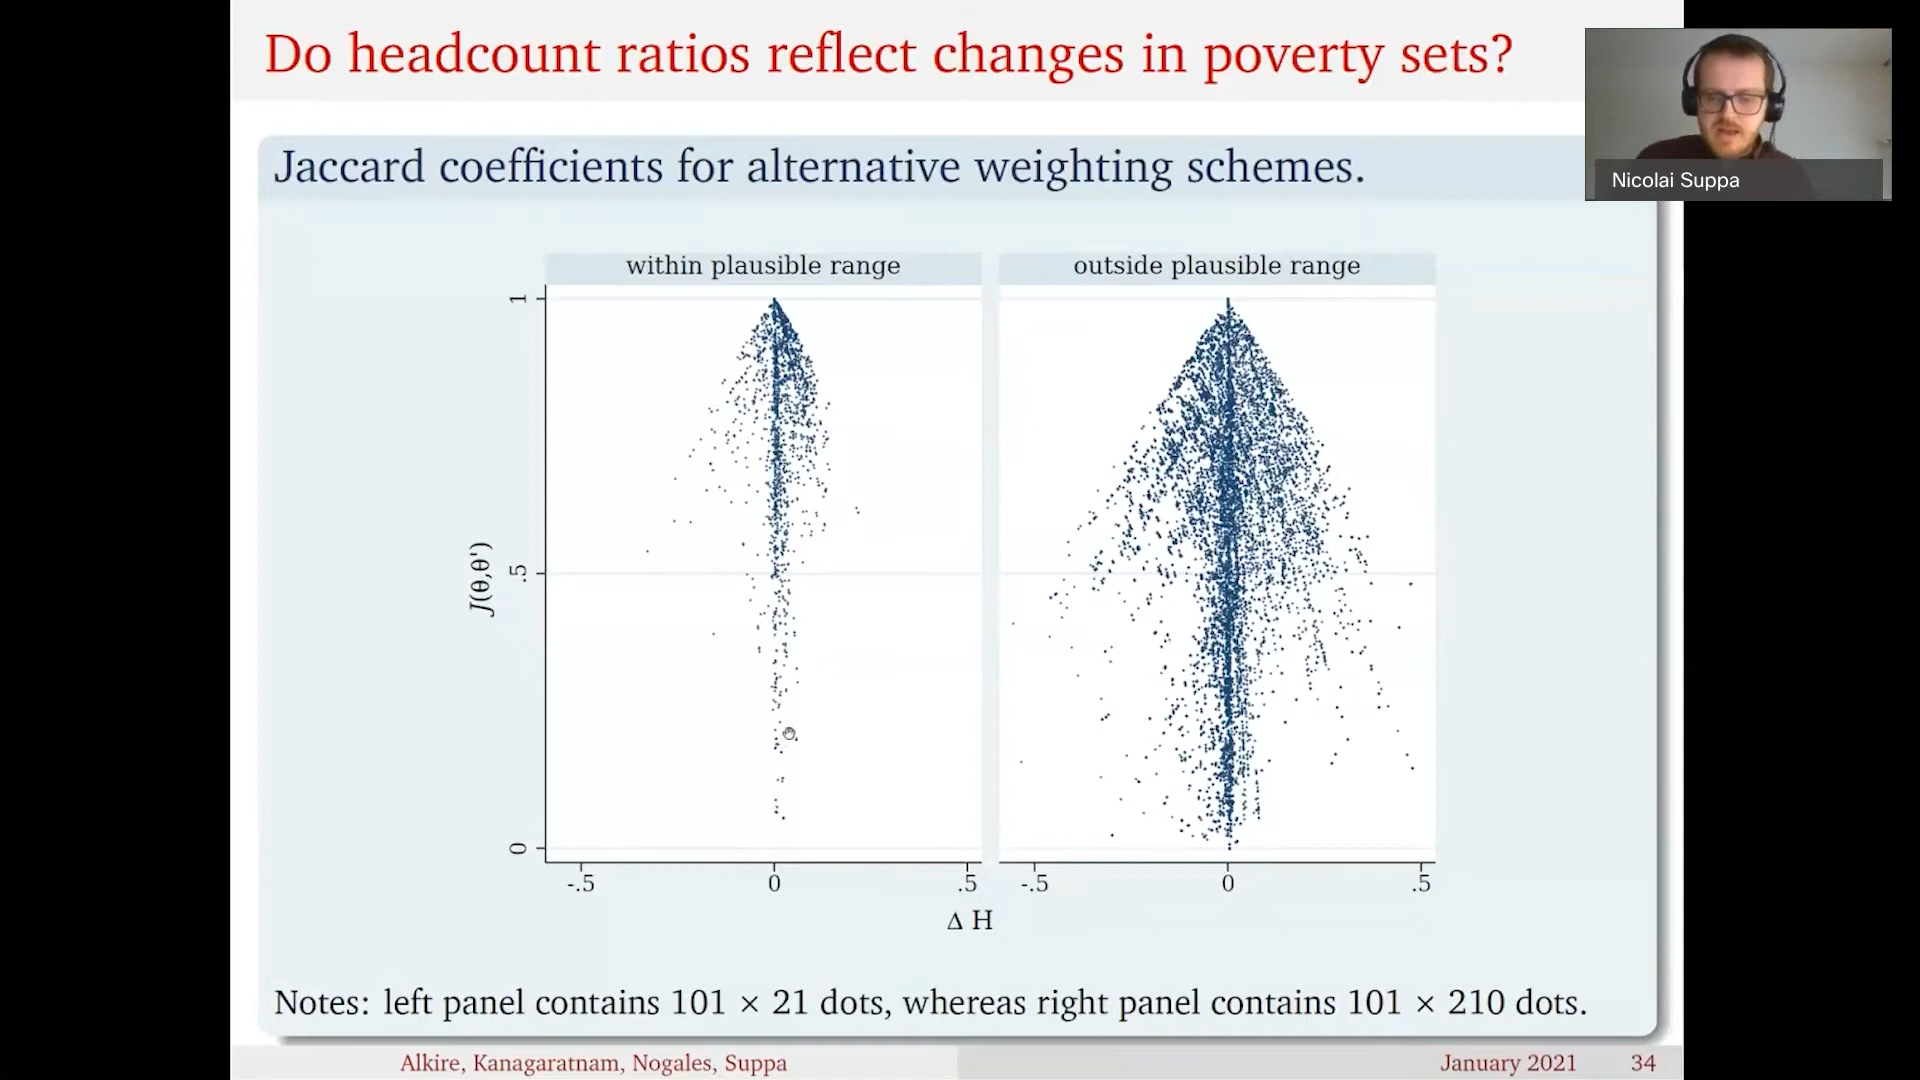 Do headcount ratios reflect changes in poverty sets?
Nicolai Suppa
Jaccard coefficients for alternative weighting schemes.
within plausible range
outside plausible range
1
.5
0
J(θ,θ')
-.5 0 .5
-.5 0 .5
Δ H
Notes: left panel contains 101 × 21 dots, whereas right panel contains 101 × 210 dots.
Alkire, Kanagaratnam, Nogales, Suppa
January 2021 34